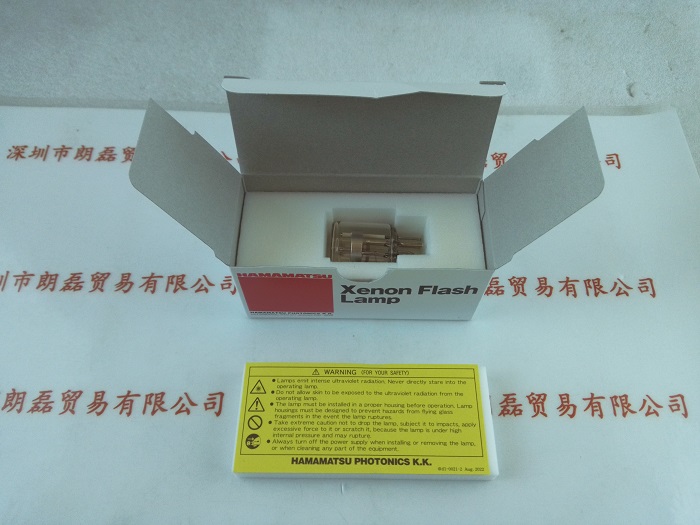 深圳市朗磊贸易有限公司
深圳市朗磊贸易有限公司
HAMAMATSU
Xenon Flash
Lamp
朗磊贸易有限公司
WARNING (FOR YOUR SAFETY)
● Lamps emit intense ultraviolet radiation. Never directly stare into the
operating lamp.
● Do not allow skin to be exposed to the ultraviolet radiation from the
operating lamp.
● The lamp must be installed in a proper housing before operation. Lamp
housings must be designed to prevent hazards from flying glass
fragments in the event the lamp ruptures.
● Take extreme caution not to drop the lamp, subject it to impacts, apply
excessive force to it or scratch it, because the lamp is under high
internal pressure and may rupture.
● Always turn off the power supply when installing or removing the lamp,
or when cleaning any part of the equipment.
HAMAMATSU PHOTONICS K.K.
深圳市朗磊贸易